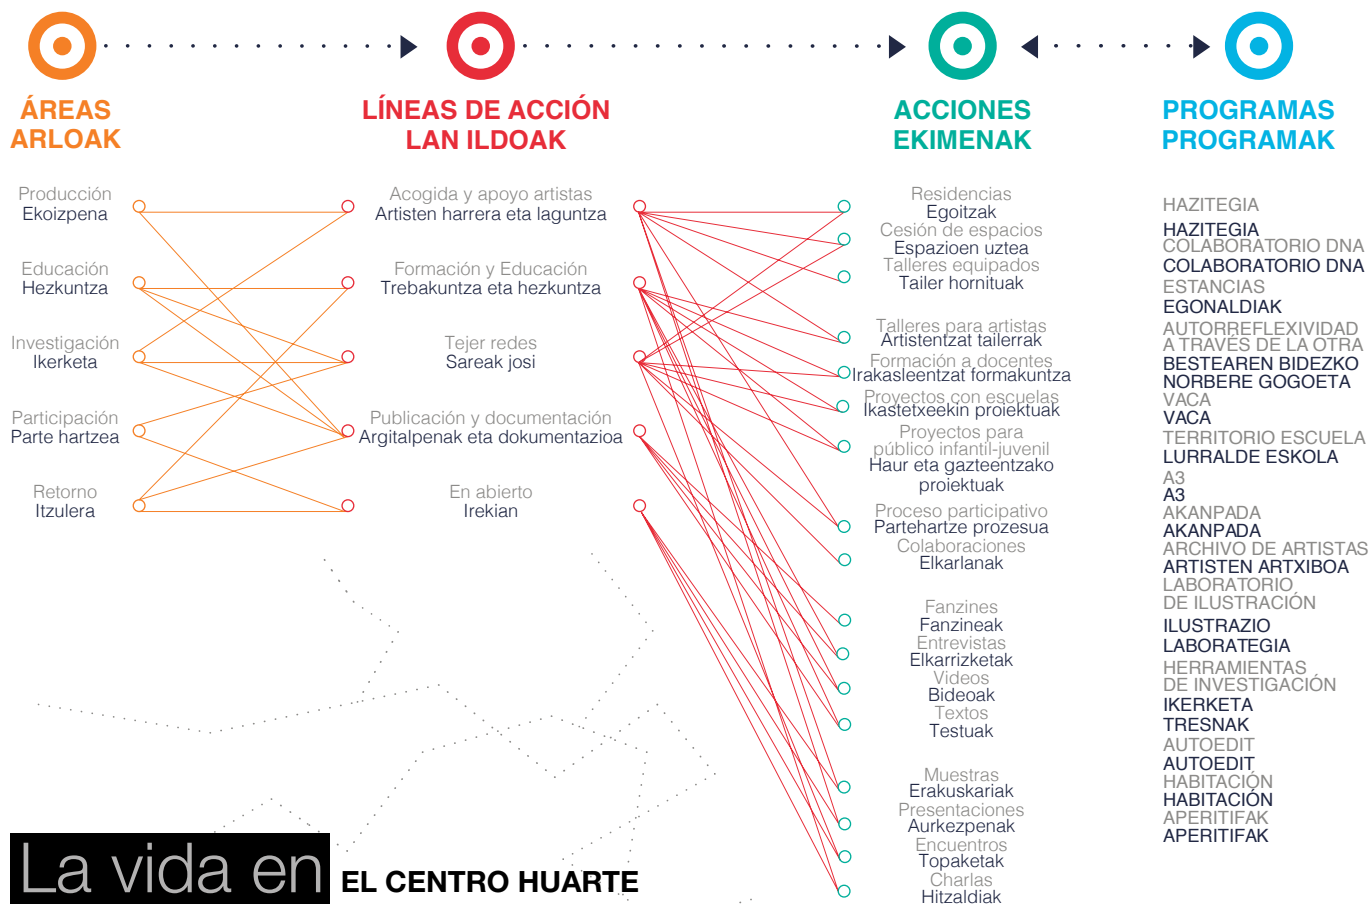 ÁREAS
ARLOAK
Producción
Ekoizpena
Educación
Hezkuntza
Investigación
Ikerketa
Participación
Parte hartzea
Retorno
Itzulera
LÍNEAS DE ACCIÓN
LAN ILDOAK
Acogida y apoyo artistas
Artisten harrera eta laguntza
Formación y Educación
Trebakuntza eta hezkuntza
Tejer redes
Sareak josi
Publicación y documentación
Argitalpenak eta dokumentazioa
En abierto
Irekian
ACCIONES
EKIMENAK
Residencias
Egoitzak
Cesión de espacios
Espazioen uztea
Talleres equipados
Tailer hornituak
Talleres para artistas
Artistentzat tailerrak
Formación a docentes
Irakasleentzat formakuntza
Proyectos con escuelas
Ikastetxeekin proiektuak
Proyectos para
público infantil-juvenil
Haur eta gazteentzako
proiektuak
Proceso participativo
Partehartze prozesua
Colaboraciones
Elkarlanak
Fanzines
Fanzineak
Entrevistas
Elkarrizketak
Videos
Bideoak
Textos
Testuak
Muestras
Erakuskariak
Presentaciones
Aurkezpenak
Encuentros
Topaketak
Charlas
Hitzaldiak
PROGRAMAS
PROGRAMAK
HAZITEGIA
HAZITEGIA
COLABORATORIO DNA
COLABORATORIO DNA
ESTANCIAS
EGONALDIAK
AUTORREFLEXIVIDAD
A TRAVÉS DE LA OTRA
BESTEAREN BIDEZKO
NORBERE GOGOETA
VACA
VACA
TERRITORIO ESCUELA
LURRALDE ESKOLA
A3
A3
AKANPADA
AKANPADA
ARCHIVO DE ARTISTAS
ARTISTEN ARTXIBOA
LABORATORIO
DE ILUSTRACIÓN
ILUSTRAZIO
LABORATEGIA
HERRAMIENTAS
DE INVESTIGACIÓN
IKERKETA
TRESNAK
AUTOEDIT
AUTOEDIT
HABITACIÓN
HABITACIÓN
APERITIFAK
APERITIFAK
La vida en EL CENTRO HUARTE